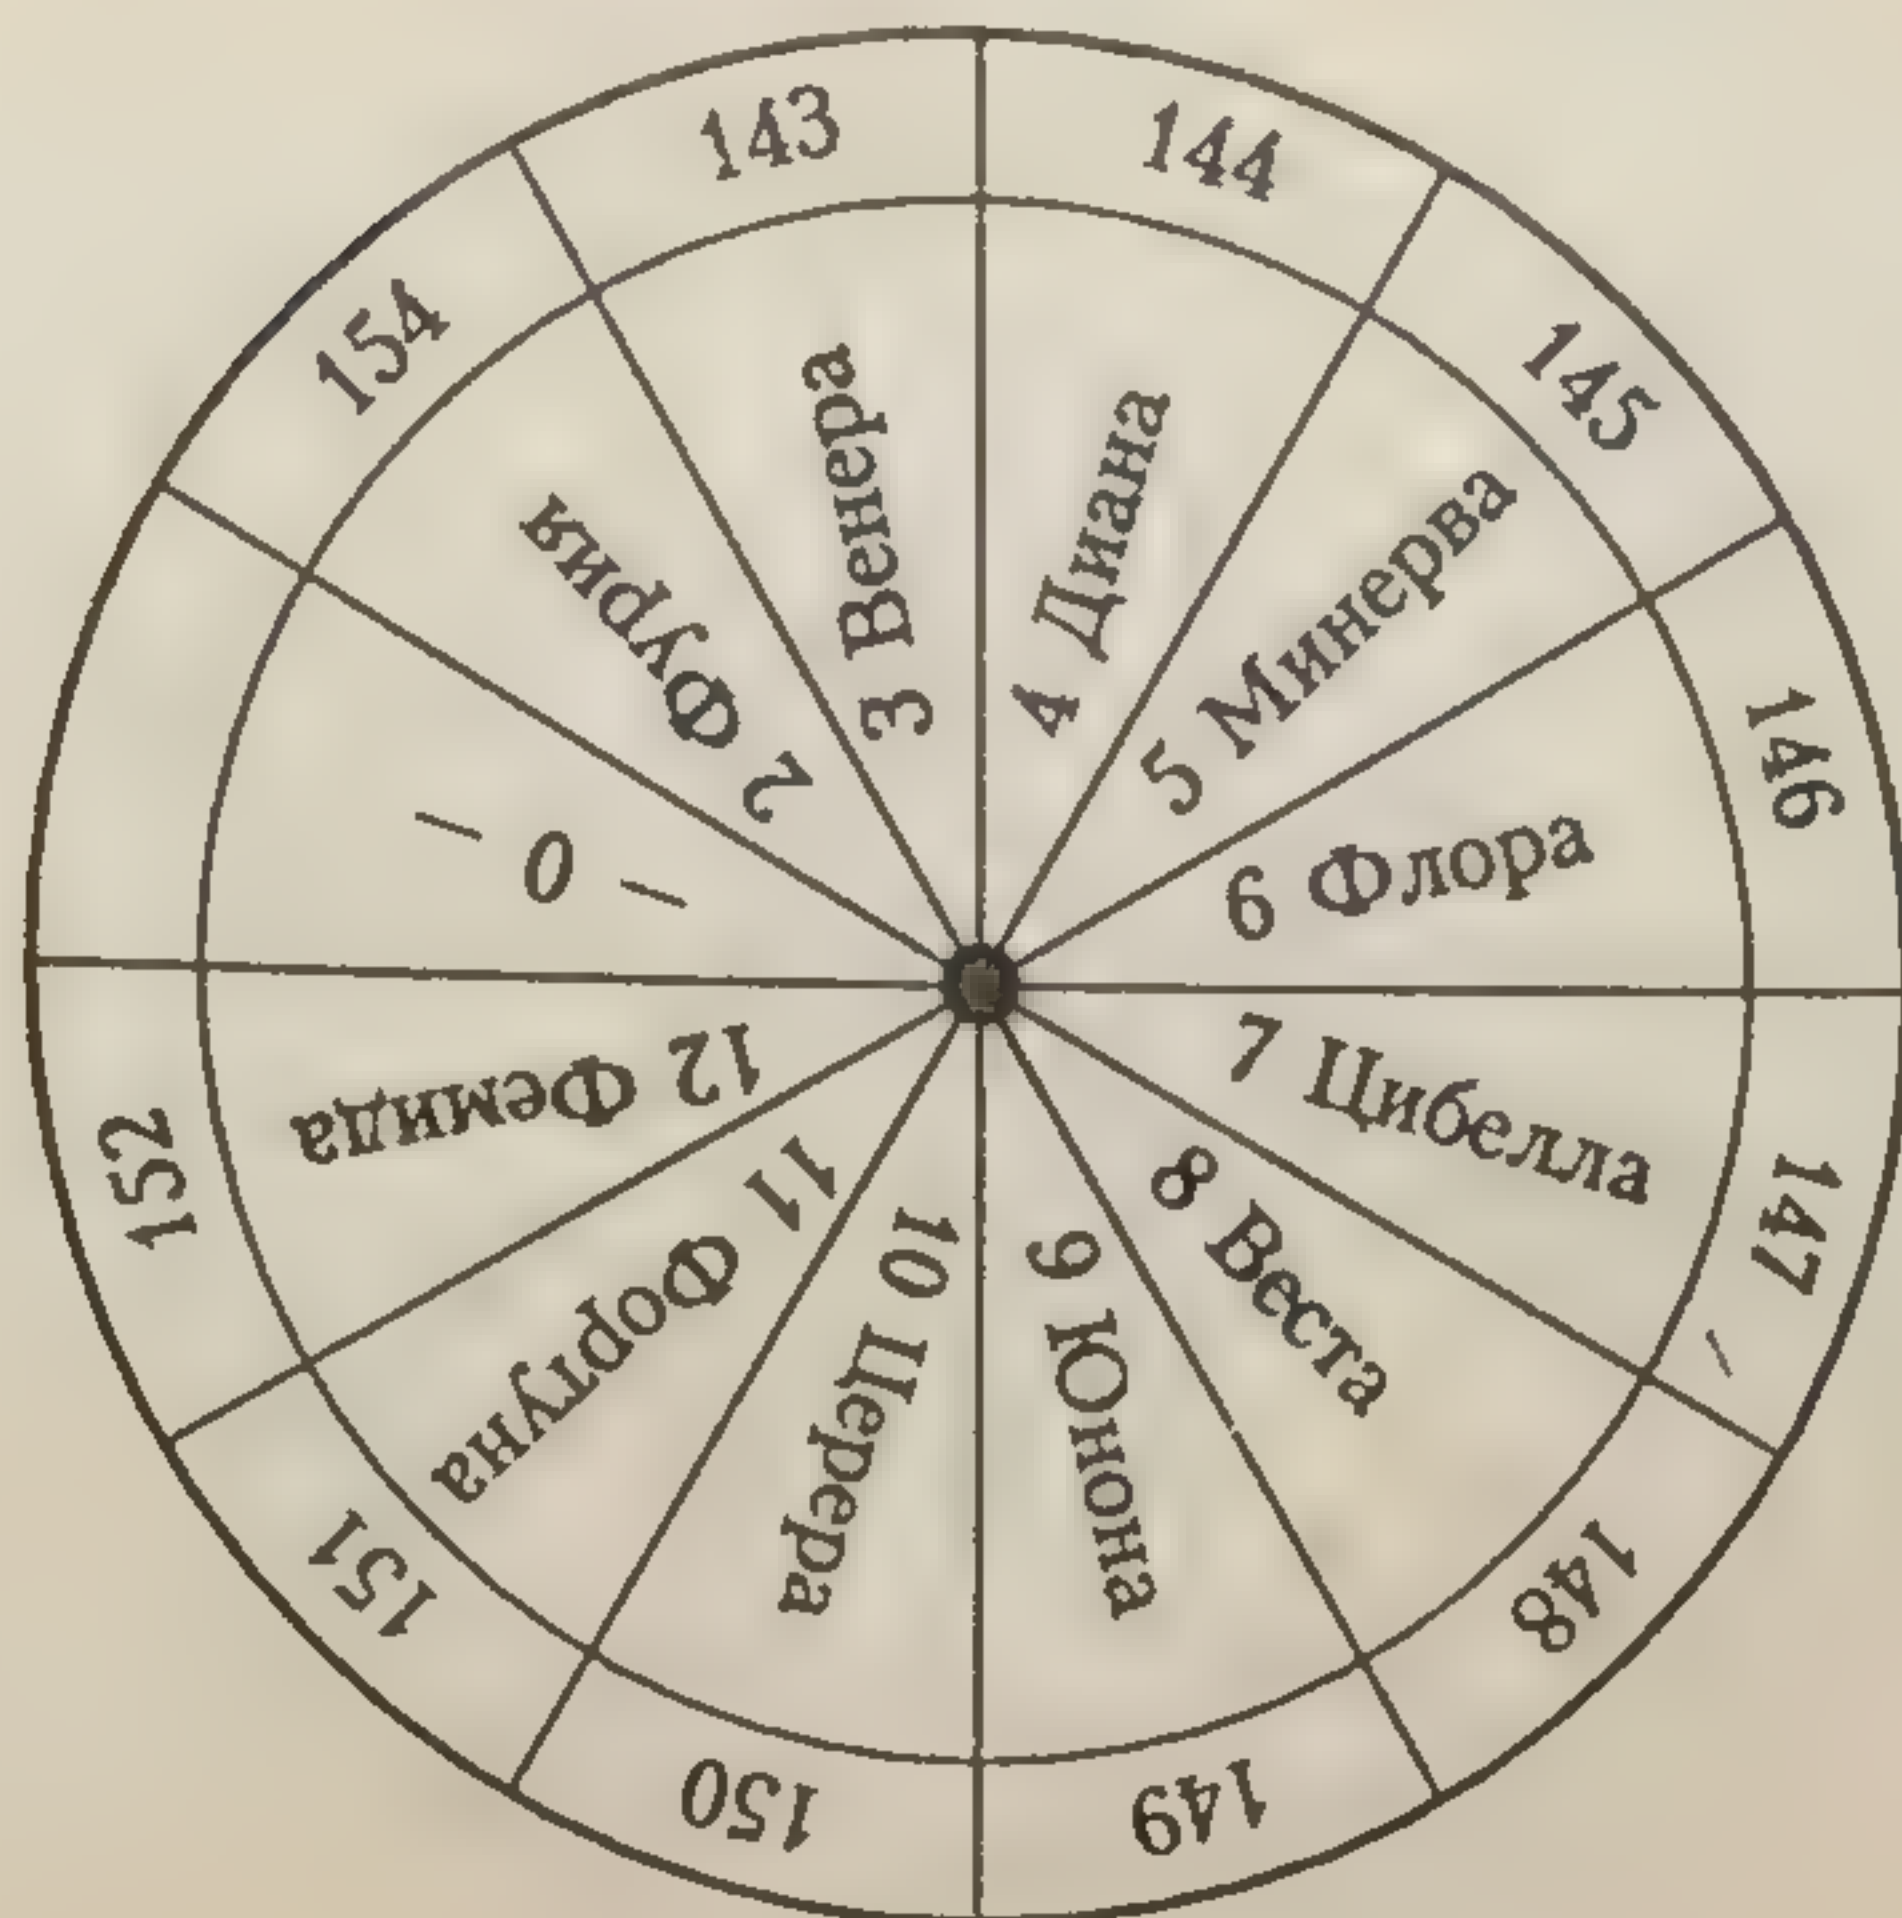 143
144
145
146
147
148
149
150
151
152
154
2 Фурия
3 Венера
4 Диана
5 Минерва
6 Флора
7 Цибелла
8 Веста
9 Юнона
10 Церера
11 Фортуна
12 Фемида
— 0 —